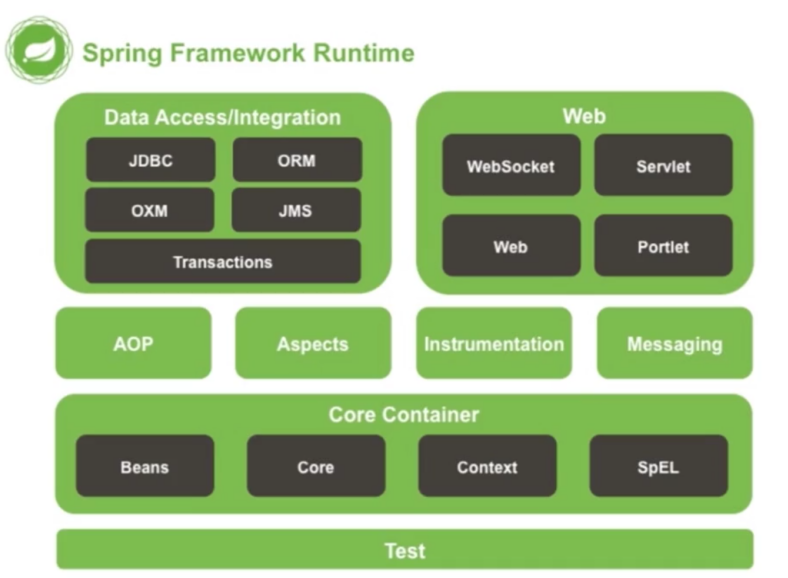 Spring Framework Runtime
Data Access/Integration
JDBC
ORM
OXM
JMS
Transactions
Web
WebSocket
Servlet
Web
Portlet
AOP
Aspects
Instrumentation
Messaging
Core Container
Beans
Core
Context
SpEL
Test